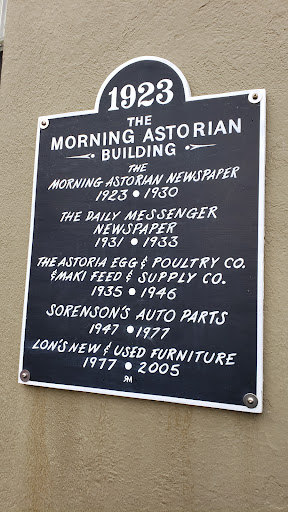 1923
THE
MORNING ASTORIAN
BUILDING
THE
MORNING ASTORIAN NEWSPAPER
1923 • 1930
THE DAILY MESSENGER
NEWSPAPER
1931 • 1933
THE ASTORIA EGG & POULTRY CO.
& MAKI FEED & SUPPLY CO.
1935 • 1946
SORENSON'S AUTO PARTS
1947 • 1977
LON'S NEW & USED FURNITURE
1977 • 2005
RM